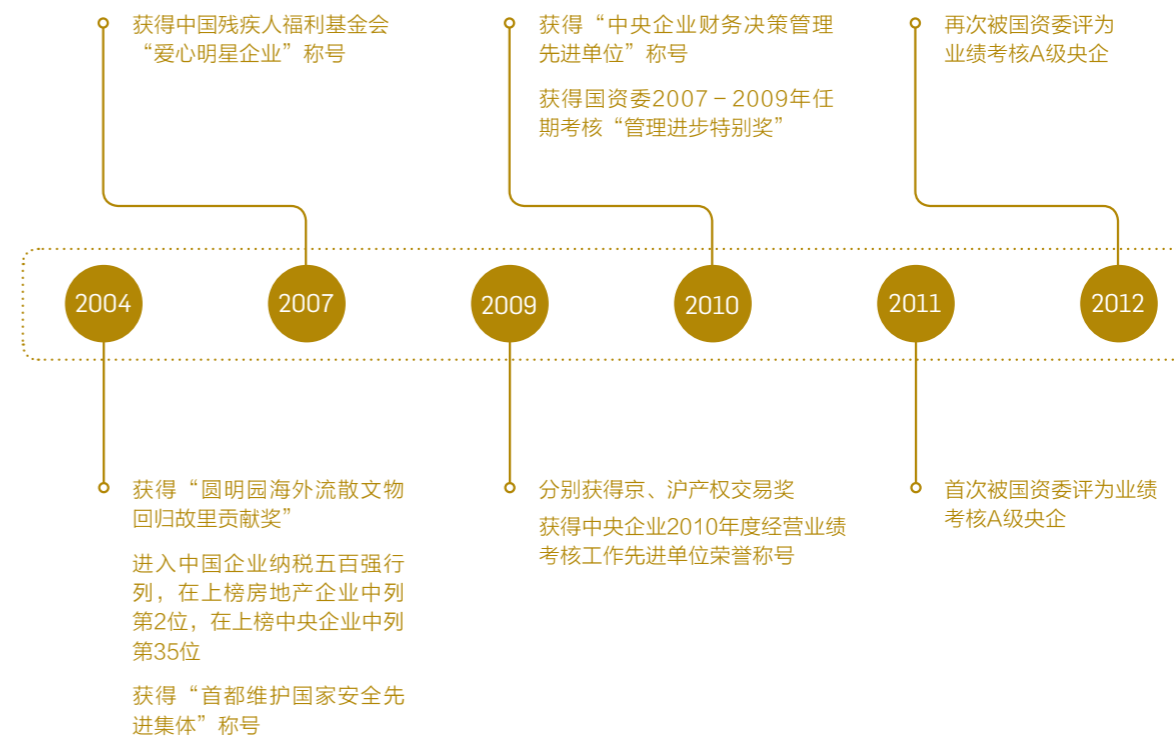 获得中国残疾人福利基金会
“爱心明星企业”称号
获得“中央企业财务决策管理
先进单位”称号
获得国资委2007－2009年任
期考核“管理进步特别奖”
再次被国资委评为
业绩考核A级央企
2004
2007
2009
2010
2011
2012
获得“圆明园海外流散文物
回归故里贡献奖”
进入中国企业纳税五百强行
列，在上榜房地产企业中列
第2位，在上榜中央企业中列
第35位
获得“首都维护国家安全先
进集体”称号
分别获得京、沪产权交易奖
获得中央企业2010年度经营业绩
考核工作先进单位荣誉称号
首次被国资委评为业绩
考核A级央企